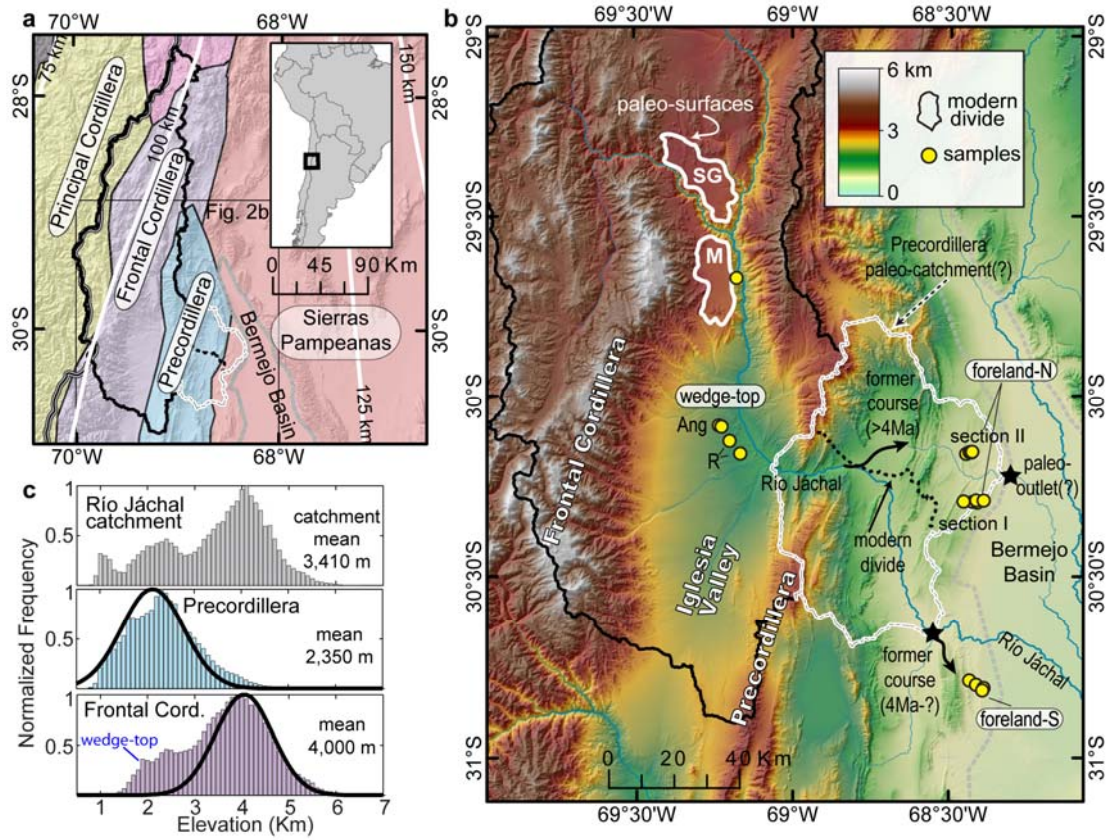 a
70°W
68°W
28°S
30°S
70°W
68°W
28°S
30°S
75 km
100 km
125 km
150 km
Principal Cordillera
Frontal Cordillera
Precordillera
Fig. 2b
0 45 90 Km
Sierras
Pampeanas
Bermejo Basin
b
69°30'W
69°W
68°30'W
29°S
29°30'S
30°S
30°30'S
31°S
29°S
29°30'S
30°S
30°30'S
31°S
6 km
3
0
modern
divide
samples
paleo-surfaces
SG
M
Precordillera
paleo-catchment(?)
foreland-N
former
course
(>4Ma)
section II
section I
paleo-
outlet(?)
wedge-top
Ang
R
Río Jáchal
modern
divide
Bermejo
Basin
Frontal Cordillera
Iglesia
Valley
Precordillera
former
course
(4Ma-?)
Río Jáchal
foreland-S
0 20 40 Km
69°30'W
69°W
68°30'W
c
Normalized Frequency
1
0.5
Río Jáchal
catchment
catchment
mean
3,410 m
1
0.5
Precordillera
mean
2,350 m
1
0.5
Frontal Cord.
wedge-top
mean
4,000 m
1 2 3 4 5 6 7
Elevation (Km)